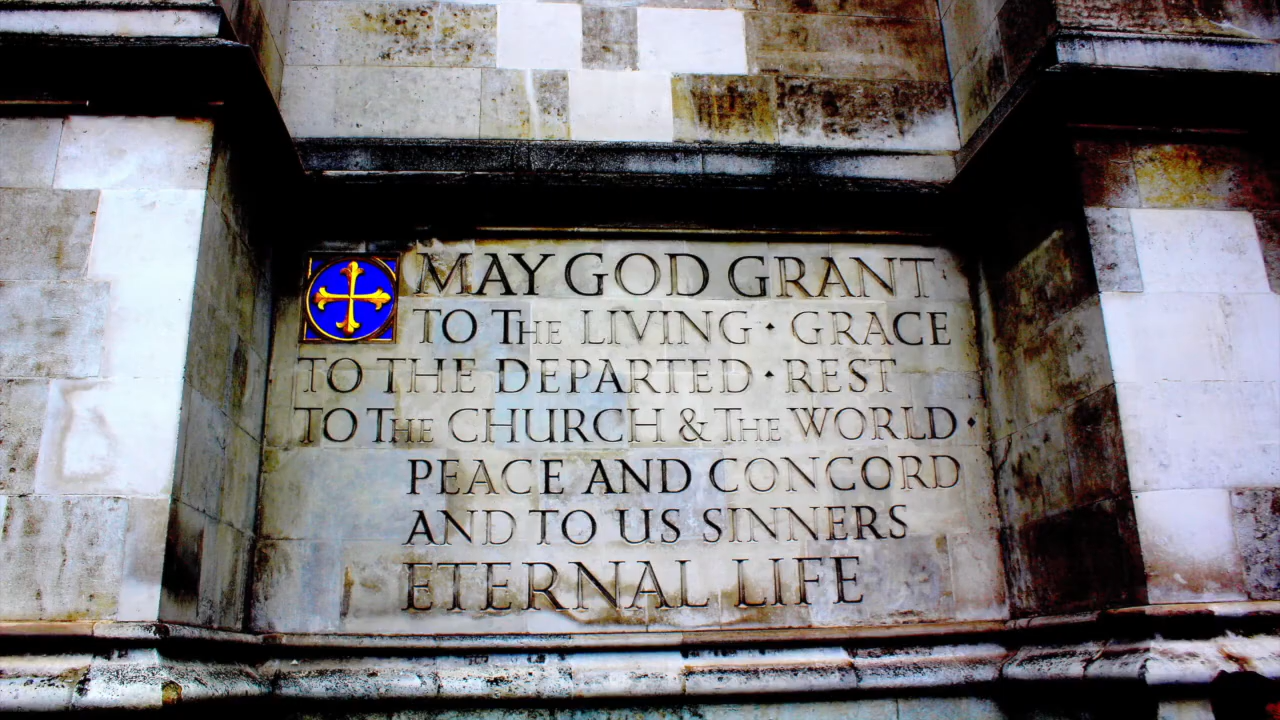 MAY GOD GRANT
TO THE LIVING · GRACE
TO THE DEPARTED · REST
TO THE CHURCH & THE WORLD ·
PEACE AND CONCORD
AND TO US SINNERS
ETERNAL LIFE